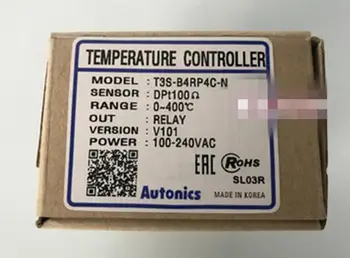 TEMPERATURE CONTROLLER
MODEL : T3S-B4RP4C-N
SENSOR : DPt100Ω
RANGE : 0-400℃
OUT : RELAY
VERSION : V101
POWER : 100-240VAC
EAC RoHS
SL03R
Autonics MADE IN KOREA